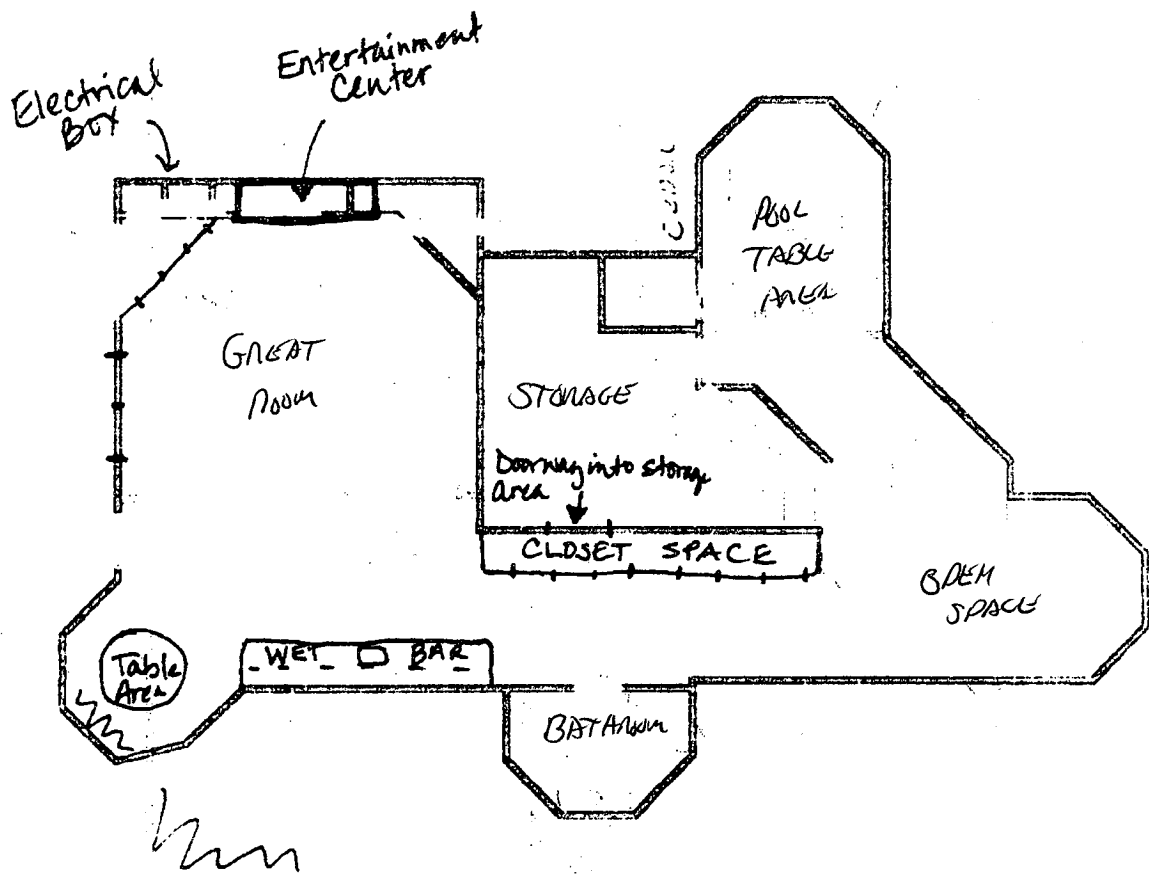 Entertainment
Center
Electrical
Box
POOL
TABLE
AREA
GREAT
ROOM
STORAGE
Doorway into storage
area
CLOSET SPACE
OPEN
SPACE
WET BAR
Table
Area
BATHROOM